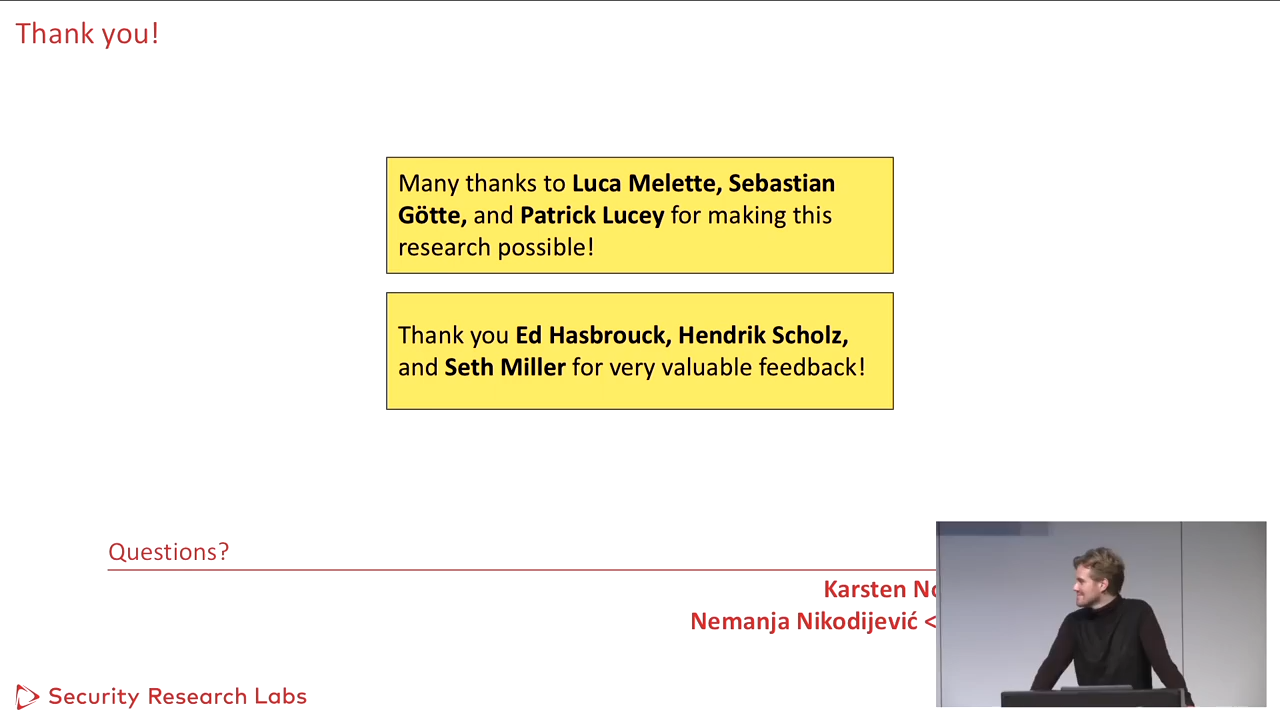 Thank you!
Many thanks to Luca Melette, Sebastian
Götte, and Patrick Lucey for making this
research possible!
Thank you Ed Hasbrouck, Hendrik Scholz,
and Seth Miller for very valuable feedback!
Questions?
Karsten
Nemanja Nikodijević <
Security Research Labs